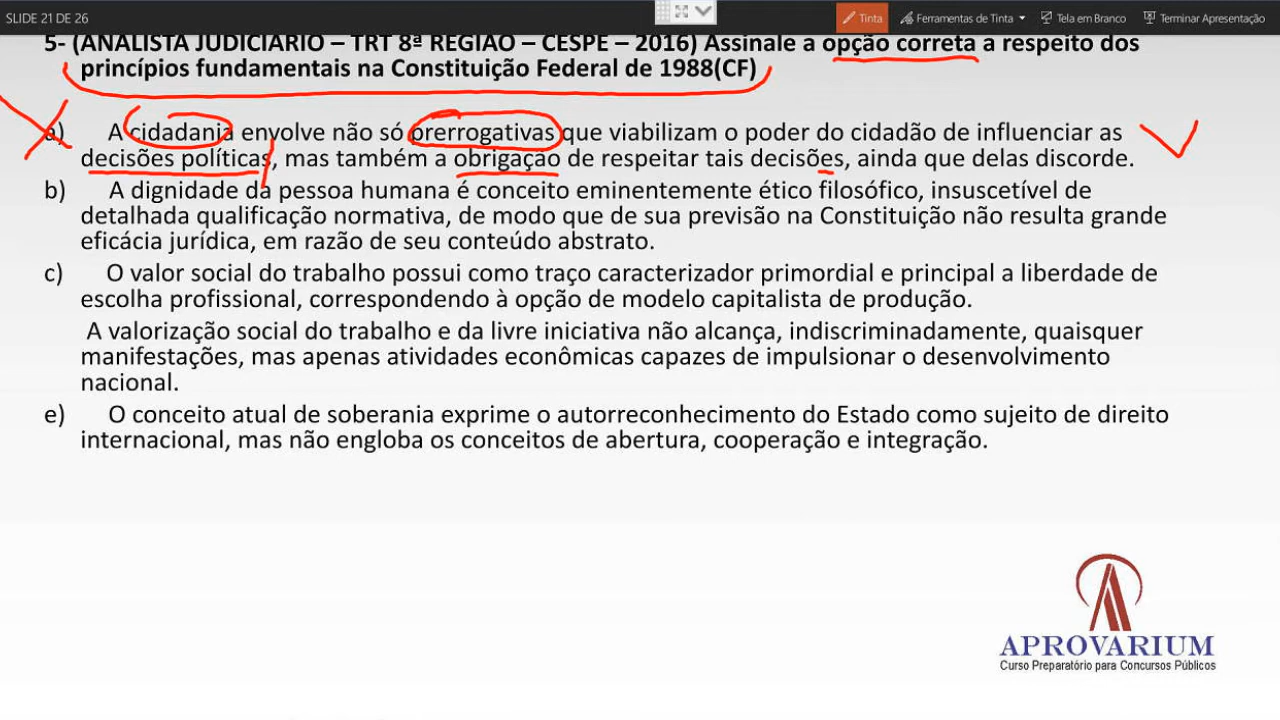 SLIDE 21 DE 26
Tinta
Ferramentas de Tinta
Tela em Branco
Terminar Apresentação
5- (ANALISTA JUDICIÁRIO – TRT 8ª REGIÃO – CESPE – 2016) Assinale a opção correta a respeito dos
princípios fundamentais na Constituição Federal de 1988(CF)
a) A cidadania envolve não só prerrogativas que viabilizam o poder do cidadão de influenciar as
decisões políticas, mas também a obrigação de respeitar tais decisões, ainda que delas discorde.
b) A dignidade da pessoa humana é conceito eminentemente ético filosófico, insuscetível de
detalhada qualificação normativa, de modo que de sua previsão na Constituição não resulta grande
eficácia jurídica, em razão de seu conteúdo abstrato.
c) O valor social do trabalho possui como traço caracterizador primordial e principal a liberdade de
escolha profissional, correspondendo à opção de modelo capitalista de produção.
A valorização social do trabalho e da livre iniciativa não alcança, indiscriminadamente, quaisquer
manifestações, mas apenas atividades econômicas capazes de impulsionar o desenvolvimento
nacional.
e) O conceito atual de soberania exprime o autorreconhecimento do Estado como sujeito de direito
internacional, mas não engloba os conceitos de abertura, cooperação e integração.
APROVARIUM
Curso Preparatório para Concursos Públicos